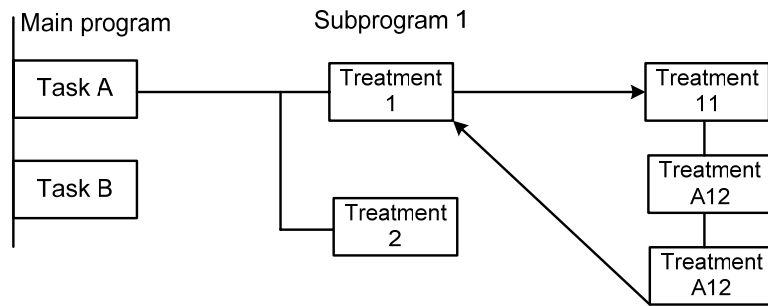 Main program
Subprogram 1
Task A
Treatment
1
Treatment
11
Task B
Treatment
A12
Treatment
2
Treatment
A12